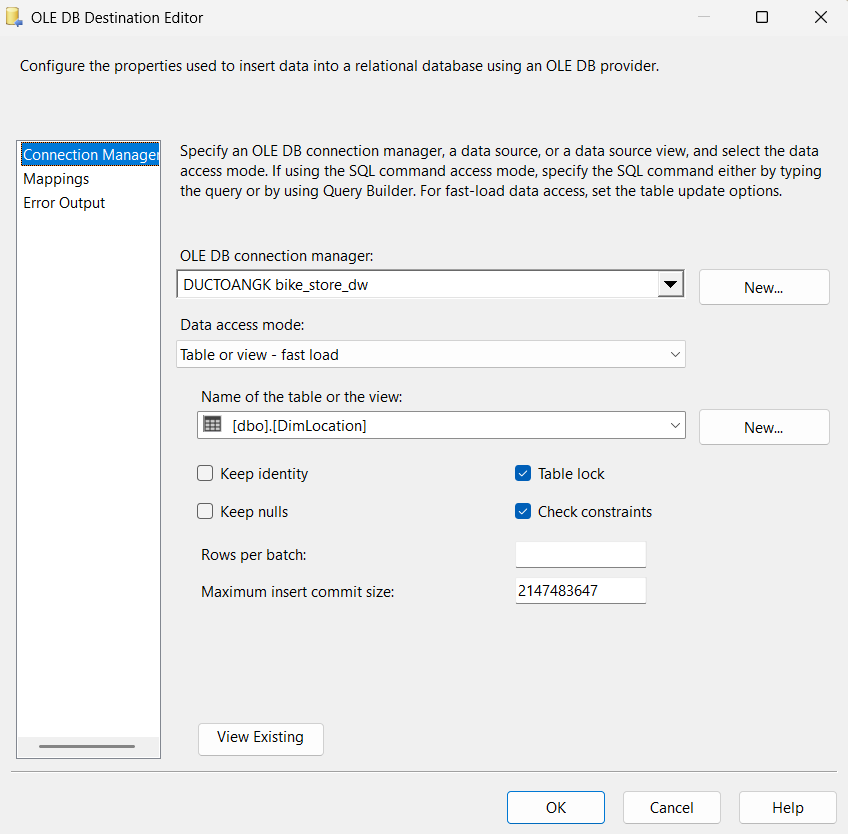 OLE DB Destination Editor
Configure the properties used to insert data into a relational database using an OLE DB provider.
Connection Manager
Mappings
Error Output
Specify an OLE DB connection manager, a data source, or a data source view, and select the data
access mode. If using the SQL command access mode, specify the SQL command either by typing
the query or by using Query Builder. For fast-load data access, set the table update options.
OLE DB connection manager:
DUCTOANGK bike_store_dw
New...
Data access mode:
Table or view - fast load
Name of the table or the view:
[dbo].[DimLocation]
New...
Keep identity
Table lock
Keep nulls
Check constraints
Rows per batch:
Maximum insert commit size:
2147483647
View Existing
OK
Cancel
Help